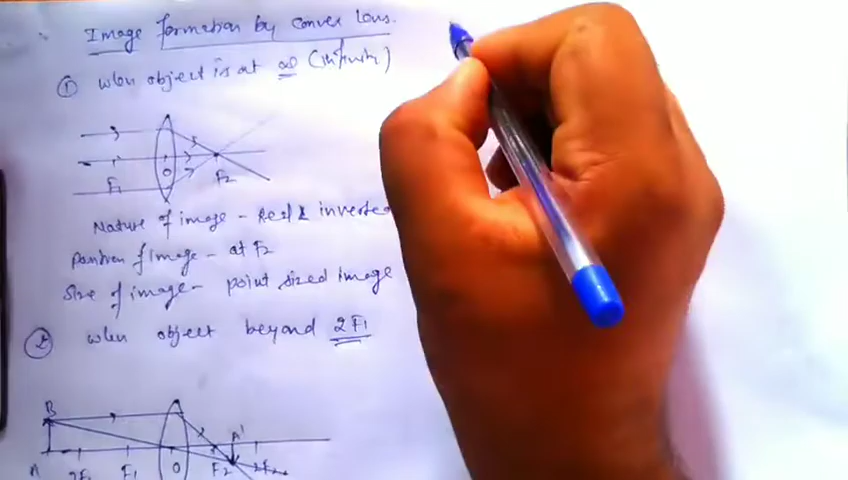 Image formation by convex lens.
① when object is at ∞ (infinity)
O
F1
F2
Nature of image - Real & inverted
Position of image - at F2
Size of image - point sized image
② when object beyond 2F1
B
A'
A
2F1
F1
O
F2
2F2